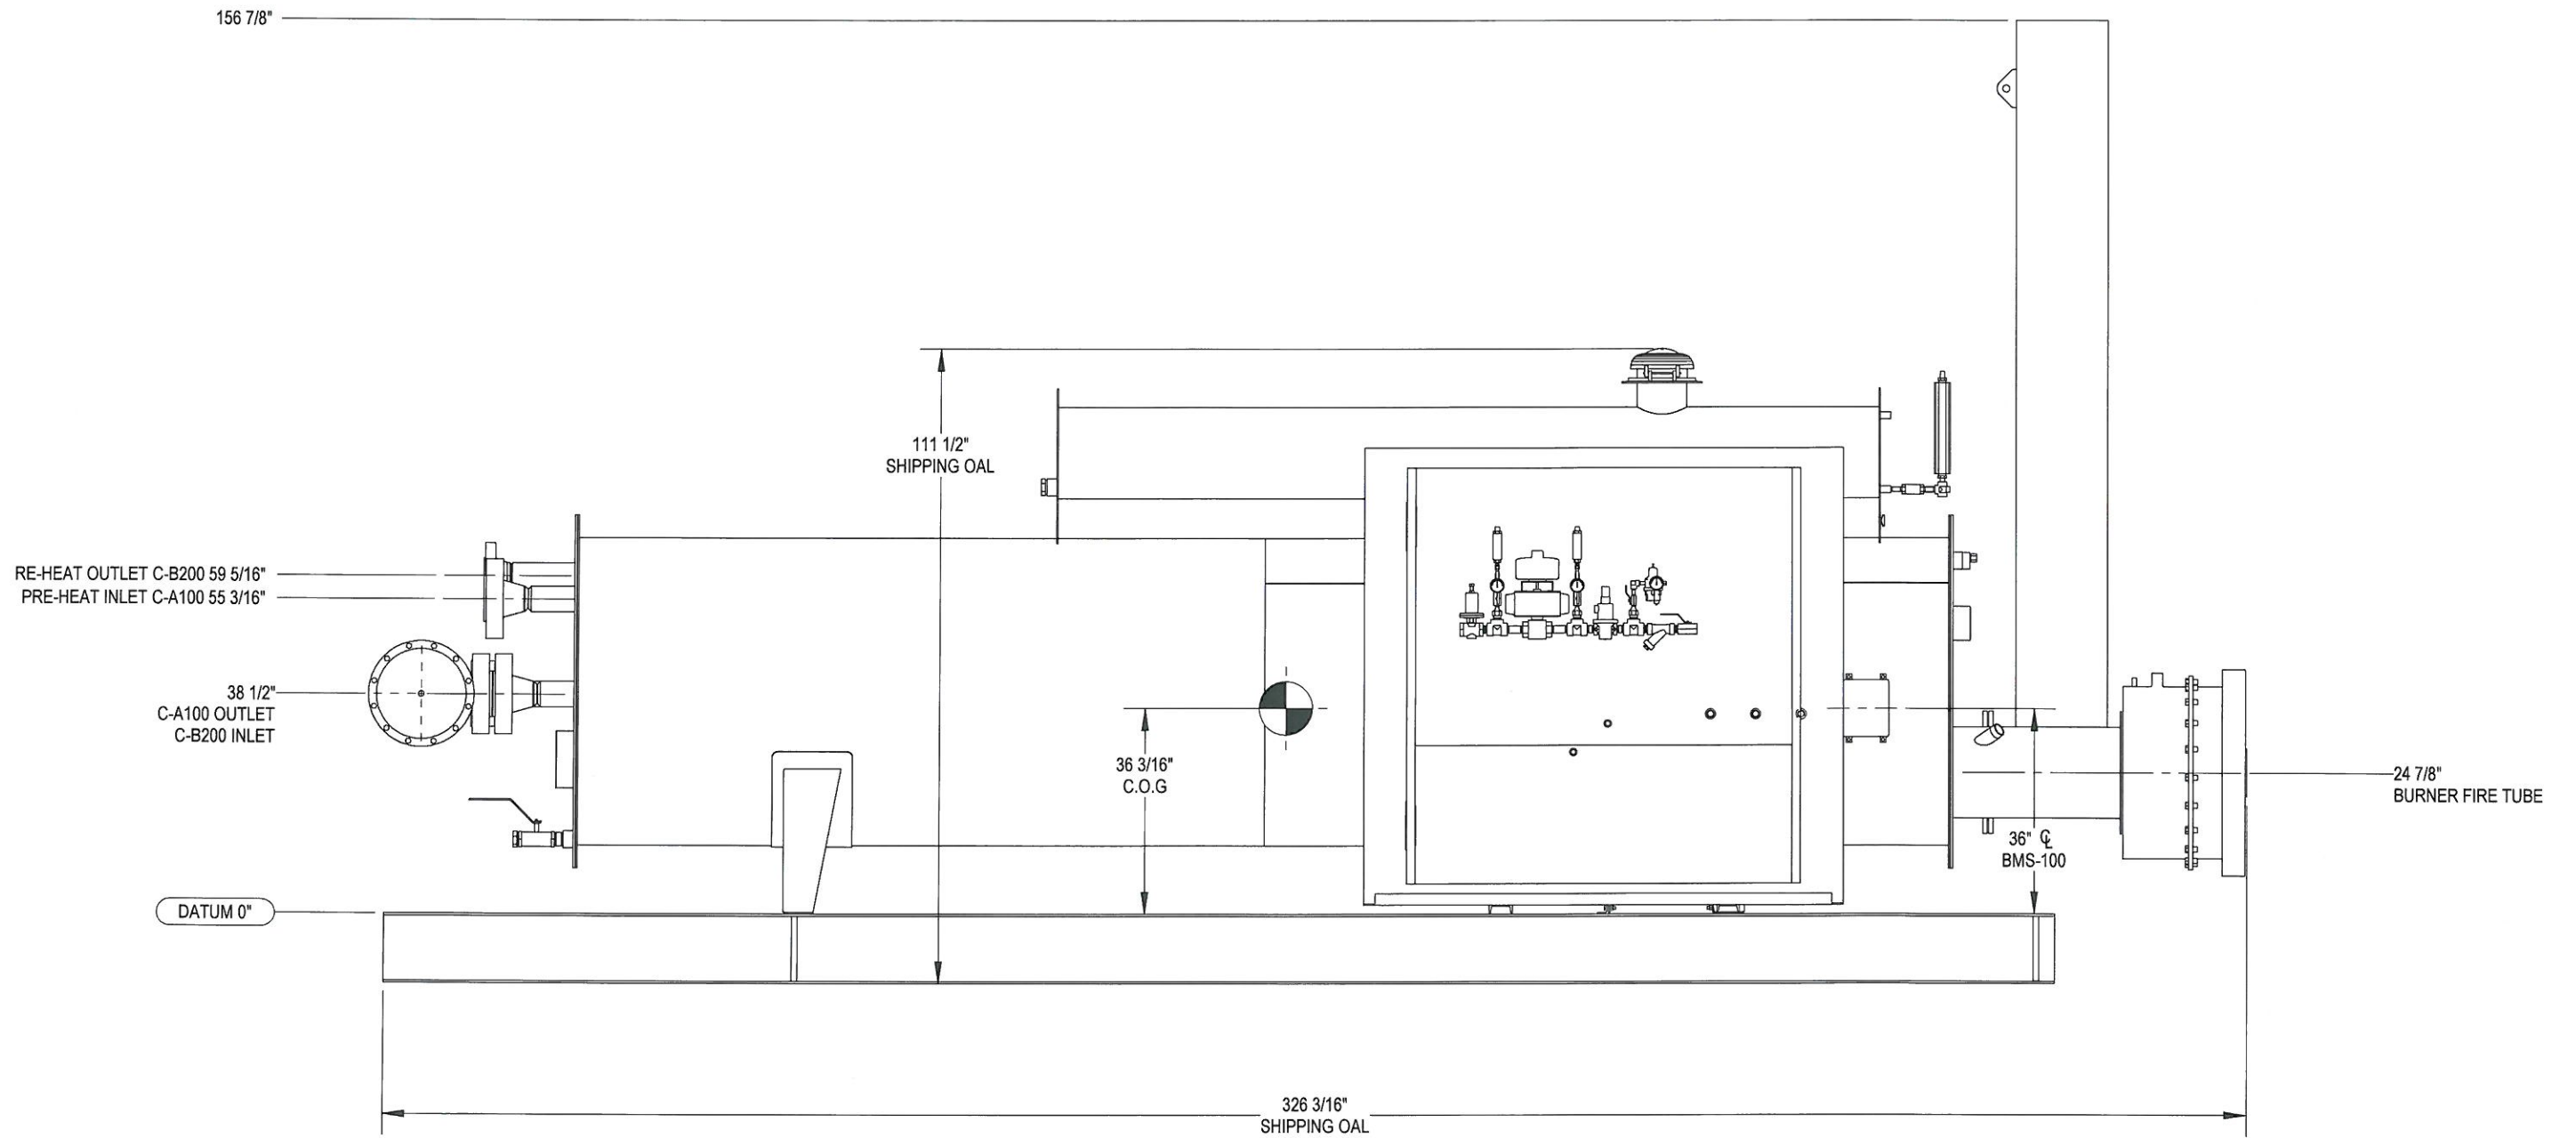 156 7/8"
111 1/2"
SHIPPING OAL
RE-HEAT OUTLET C-B200 59 5/16"
PRE-HEAT INLET C-A100 55 3/16"
38 1/2"
C-A100 OUTLET
C-B200 INLET
36 3/16"
C.O.G
24 7/8"
BURNER FIRE TUBE
36" ℄
BMS-100
DATUM 0"
326 3/16"
SHIPPING OAL